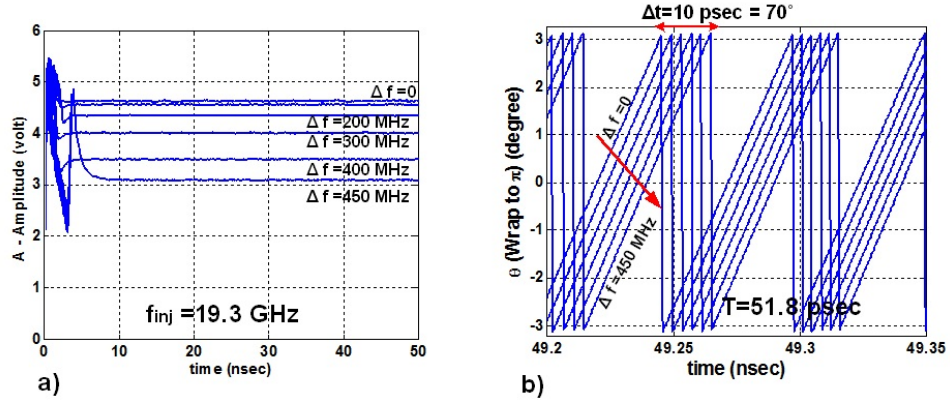 Δt=10 psec = 70°
A - Amplitude (volt)
6
5
4
3
2
1
0
Δ f=0
Δ f =200 MHz
Δ f =300 MHz
Δ f =400 MHz
Δ f =450 MHz
finj =19.3 GHz
0 10 20 30 40 50
time (nsec)
a)
θ (Wrap to π) (degree)
3
2
1
0
-1
-2
-3
Δ f=0
Δ f =450 MHz
T=51.8 psec
49.2 49.25 49.3 49.35
time (nsec)
b)